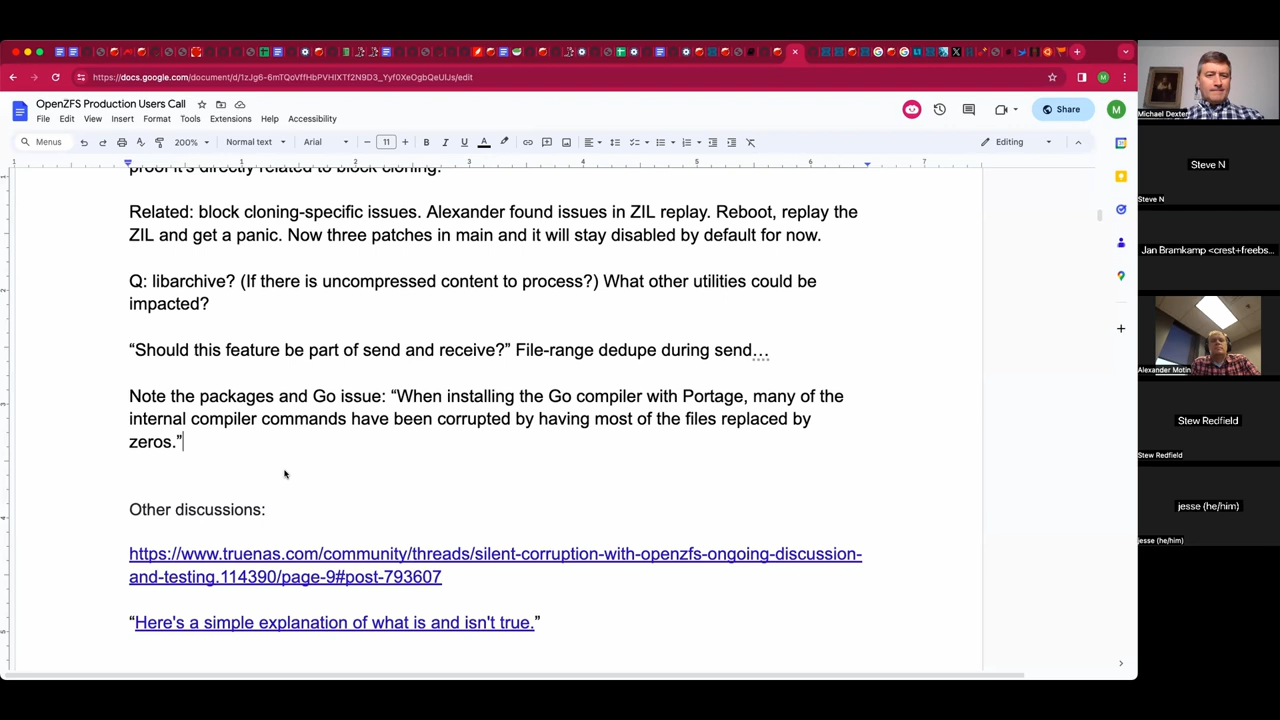 https://docs.google.com/document/d/1zJg6-6mTQoVffHbPVHIXTf2N9D3_Yyf0XeOgbQeUIJs/edit
OpenZFS Production Users Call
File Edit View Insert Format Tools Extensions Help Accessibility
Share
M
Menus 200% Normal text Arial 11 B I U A Editing
1 1 2 3 4 5 6 7
proof it's directly related to block cloning.
Related: block cloning-specific issues. Alexander found issues in ZIL replay. Reboot, replay the
ZIL and get a panic. Now three patches in main and it will stay disabled by default for now.
Q: libarchive? (If there is uncompressed content to process?) What other utilities could be
impacted?
“Should this feature be part of send and receive?” File-range dedupe during send…
Note the packages and Go issue: “When installing the Go compiler with Portage, many of the
internal compiler commands have been corrupted by having most of the files replaced by
zeros.”
Other discussions:
https://www.truenas.com/community/threads/silent-corruption-with-openzfs-ongoing-discussion-
and-testing.114390/page-9#post-793607
“Here's a simple explanation of what is and isn't true.”
Michael Dexter
Steve N
Steve N
Jan Bramkamp <crest+freebs...
Alexander Motin
Stew Redfield
Stew Redfield
jesse (he/him)
jesse (he/him)